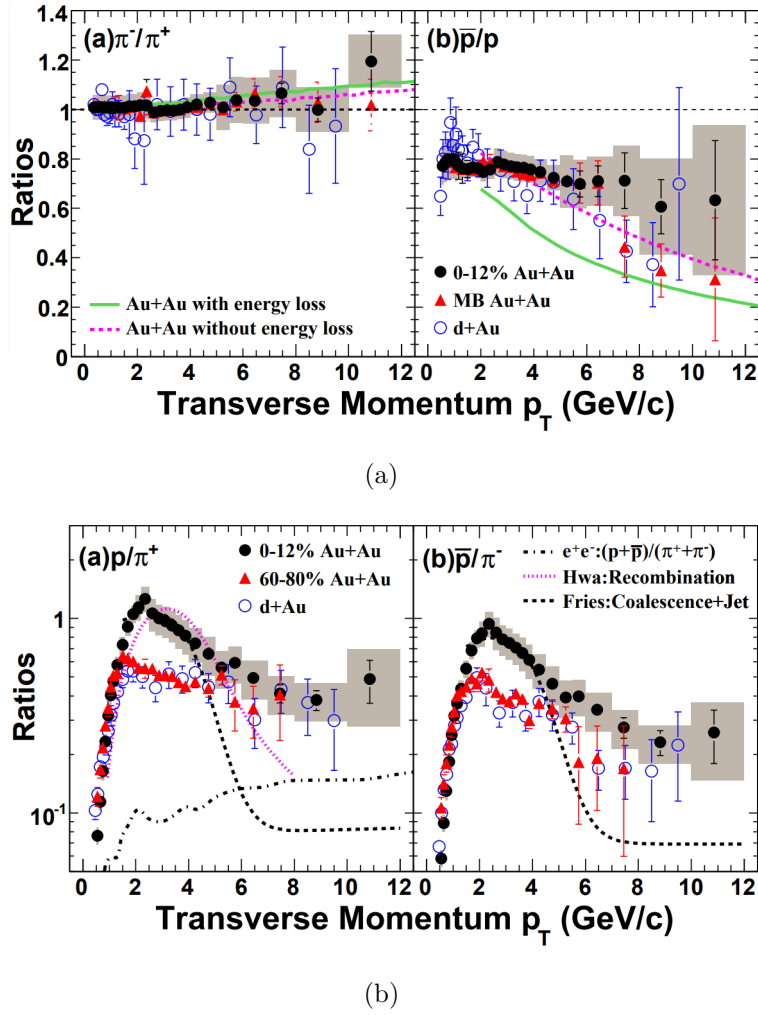 (a)π⁻/π⁺
(b)p̅/p
1.4
1.2
1
0.8
0.6
0.4
0.2
0
Ratios
Au+Au with energy loss
Au+Au without energy loss
0-12% Au+Au
MB Au+Au
d+Au
0 2 4 6 8 10 12
0 2 4 6 8 10 12
Transverse Momentum p_T (GeV/c)
(a)
(a)p/π⁺
0-12% Au+Au
60-80% Au+Au
d+Au
(b)p̅/π⁻
e⁺e⁻:(p+p̅)/(π⁺+π⁻)
Hwa:Recombination
Fries:Coalescence+Jet
1
10⁻¹
Ratios
0 2 4 6 8 10 12
0 2 4 6 8 10 12
Transverse Momentum p_T (GeV/c)
(b)